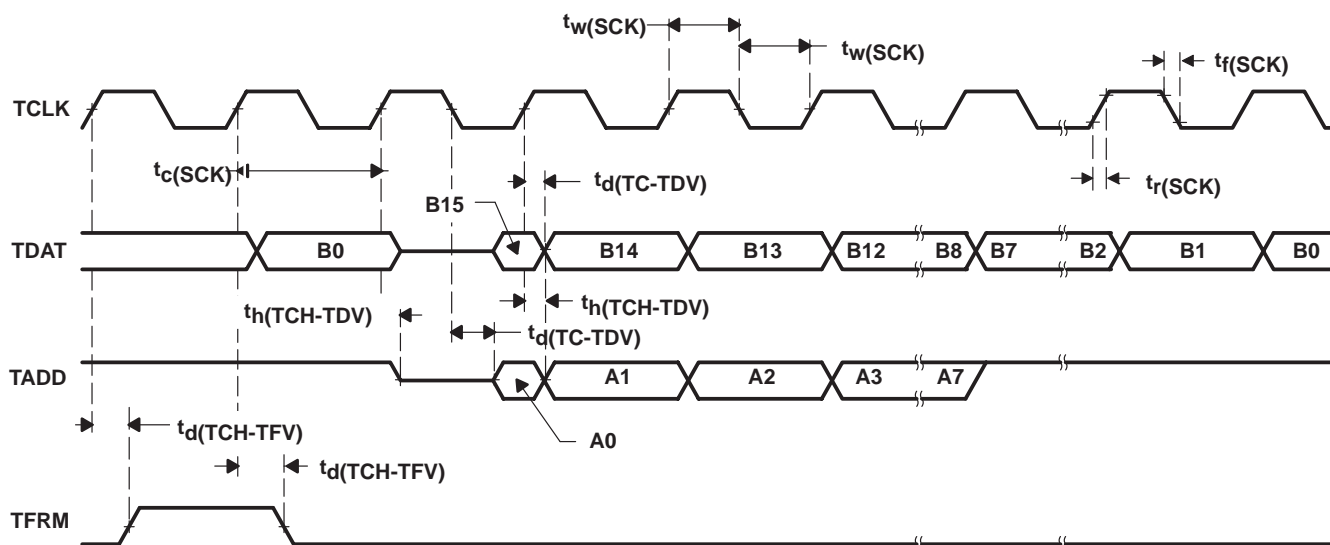 tw(SCK)
tw(SCK)
tf(SCK)
TCLK
tc(SCK)
td(TC-TDV)
tr(SCK)
B15
TDAT
B0
B14
B13
B12
B8
B7
B2
B1
B0
th(TCH-TDV)
th(TCH-TDV)
td(TC-TDV)
TADD
A1
A2
A3
A7
td(TCH-TFV)
A0
td(TCH-TFV)
TFRM